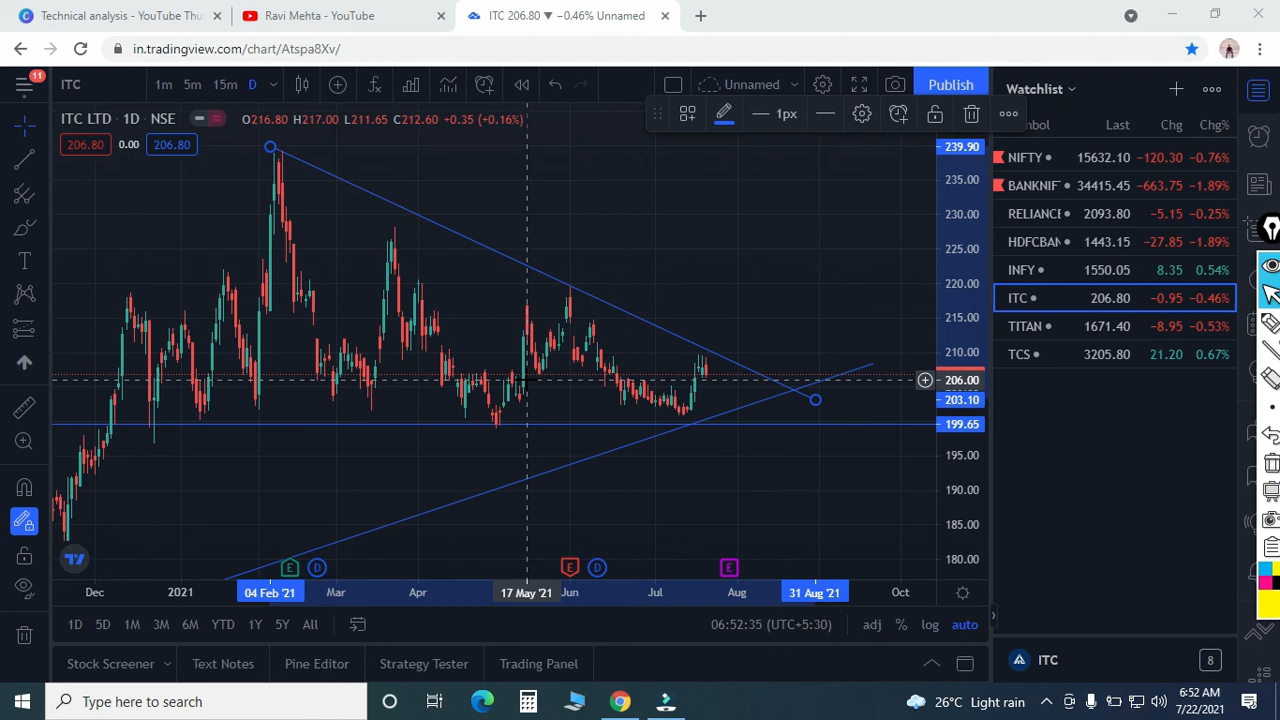 Technical analysis - YouTube Thu
Ravi Mehta - YouTube
ITC 206.80 ▼ −0.46% Unnamed
in.tradingview.com/chart/Atspa8Xv/
11
ITC
1m 5m 15m D
Unnamed
Publish
Watchlist
ITC LTD • 1D • NSE
O216.80 H217.00 L211.65 C212.60 +0.35 (+0.16%)
1px
206.80 0.00 206.80
ymbol Last Chg Chg%
NIFTY 15632.10 -120.30 -0.76%
BANKNIF 34415.45 -663.75 -1.89%
RELIANCE 2093.80 -5.15 -0.25%
HDFCBAN 1443.15 -27.85 -1.89%
INFY 1550.05 8.35 0.54%
ITC 206.80 -0.95 -0.46%
TITAN 1671.40 -8.95 -0.53%
TCS 3205.80 21.20 0.67%
239.90
235.00
230.00
225.00
220.00
215.00
210.00
206.00
203.10
199.65
195.00
190.00
185.00
180.00
E D E D E
Dec 2021 04 Feb '21 Mar Apr 17 May '21 Jun Jul Aug 31 Aug '21 Oct
1D 5D 1M 3M 6M YTD 1Y 5Y All
06:52:35 (UTC+5:30)
adj % log auto
Stock Screener Text Notes Pine Editor Strategy Tester Trading Panel
ITC 8
Type here to search
26°C Light rain
6:52 AM
7/22/2021